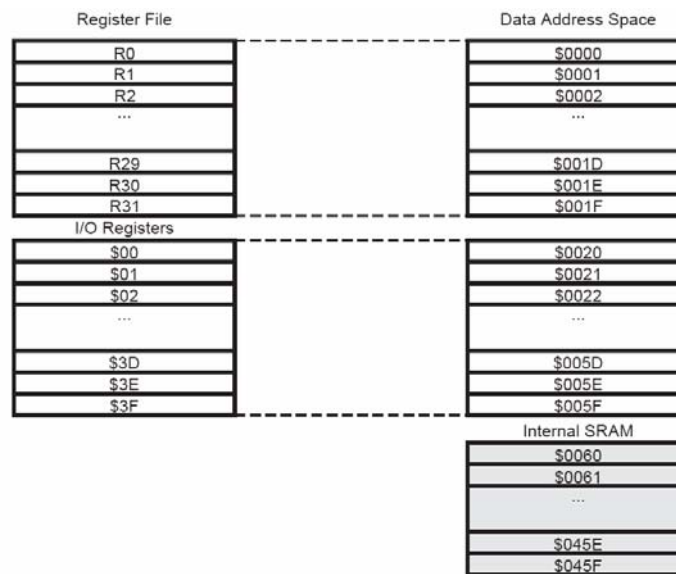 Register File
R0
R1
R2
...
R29
R30
R31
I/O Registers
$00
$01
$02
...
$3D
$3E
$3F
Data Address Space
$0000
$0001
$0002
...
$001D
$001E
$001F
$0020
$0021
$0022
...
$005D
$005E
$005F
Internal SRAM
$0060
$0061
...
$045E
$045F